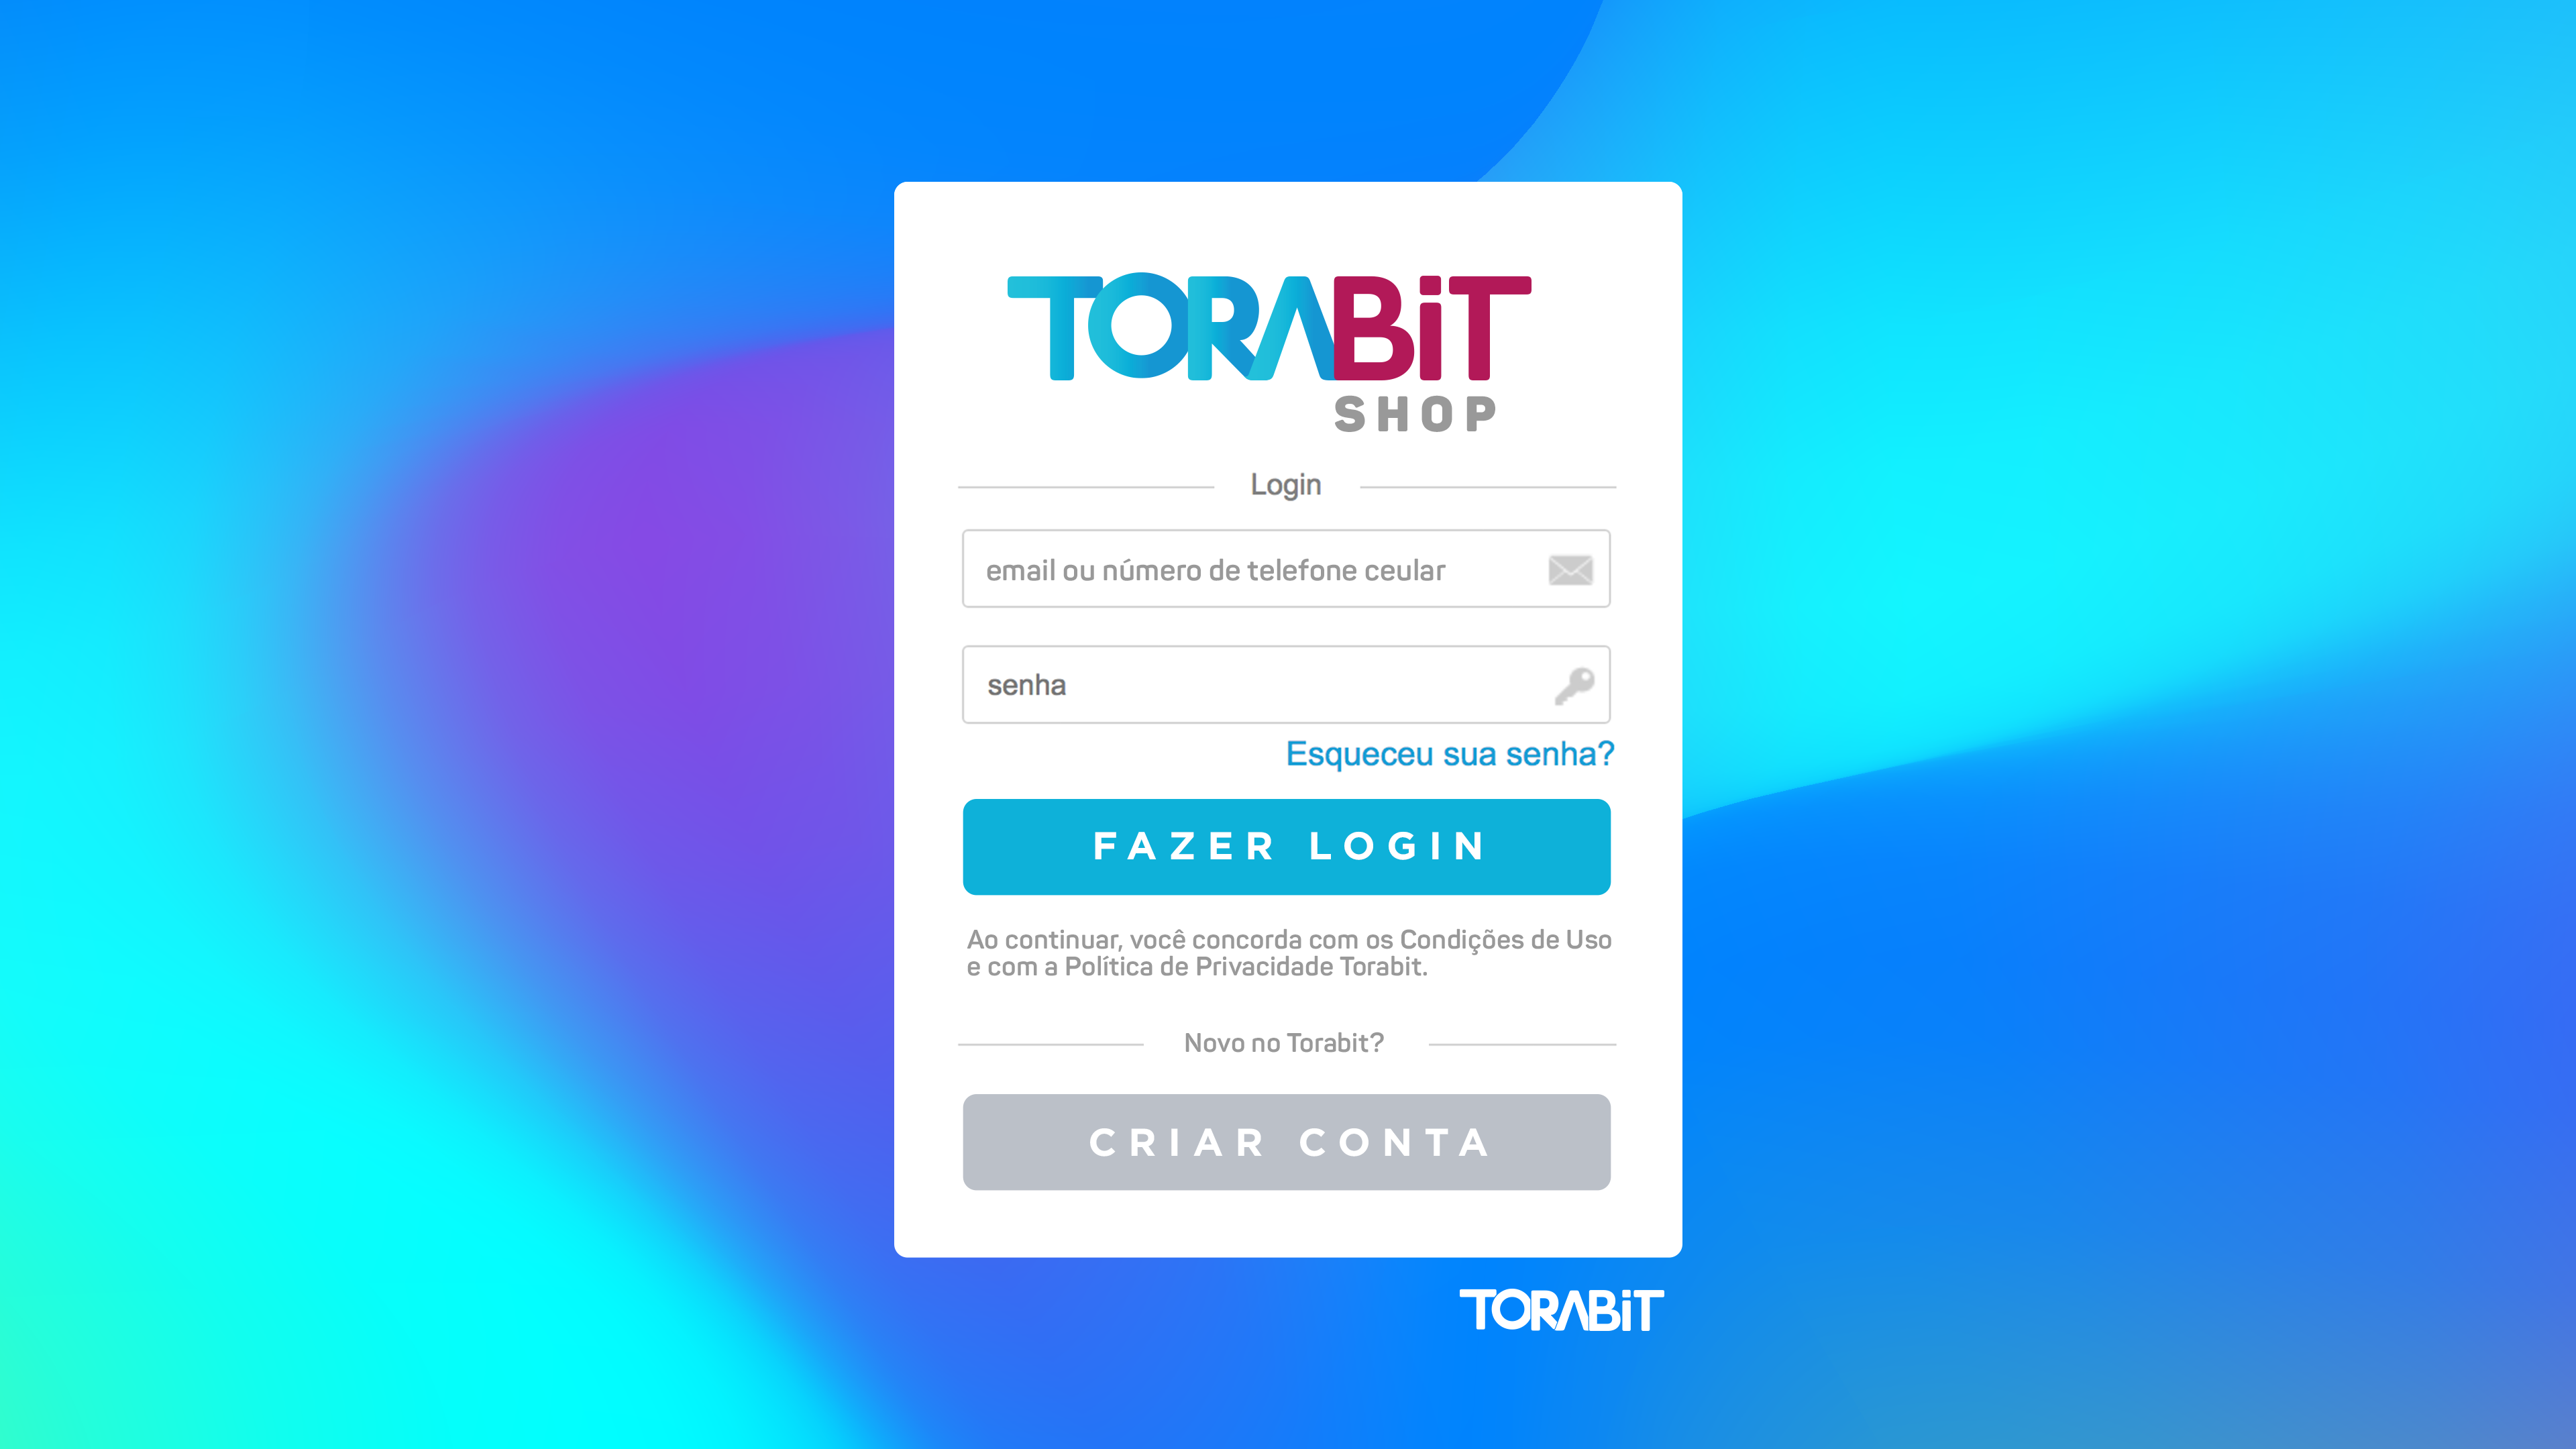 TORABiT
SHOP
Login
email ou número de telefone ceular
senha
Esqueceu sua senha?
FAZER LOGIN
Ao continuar, você concorda com os Condições de Uso
e com a Política de Privacidade Torabit.
Novo no Torabit?
CRIAR CONTA
TORABiT